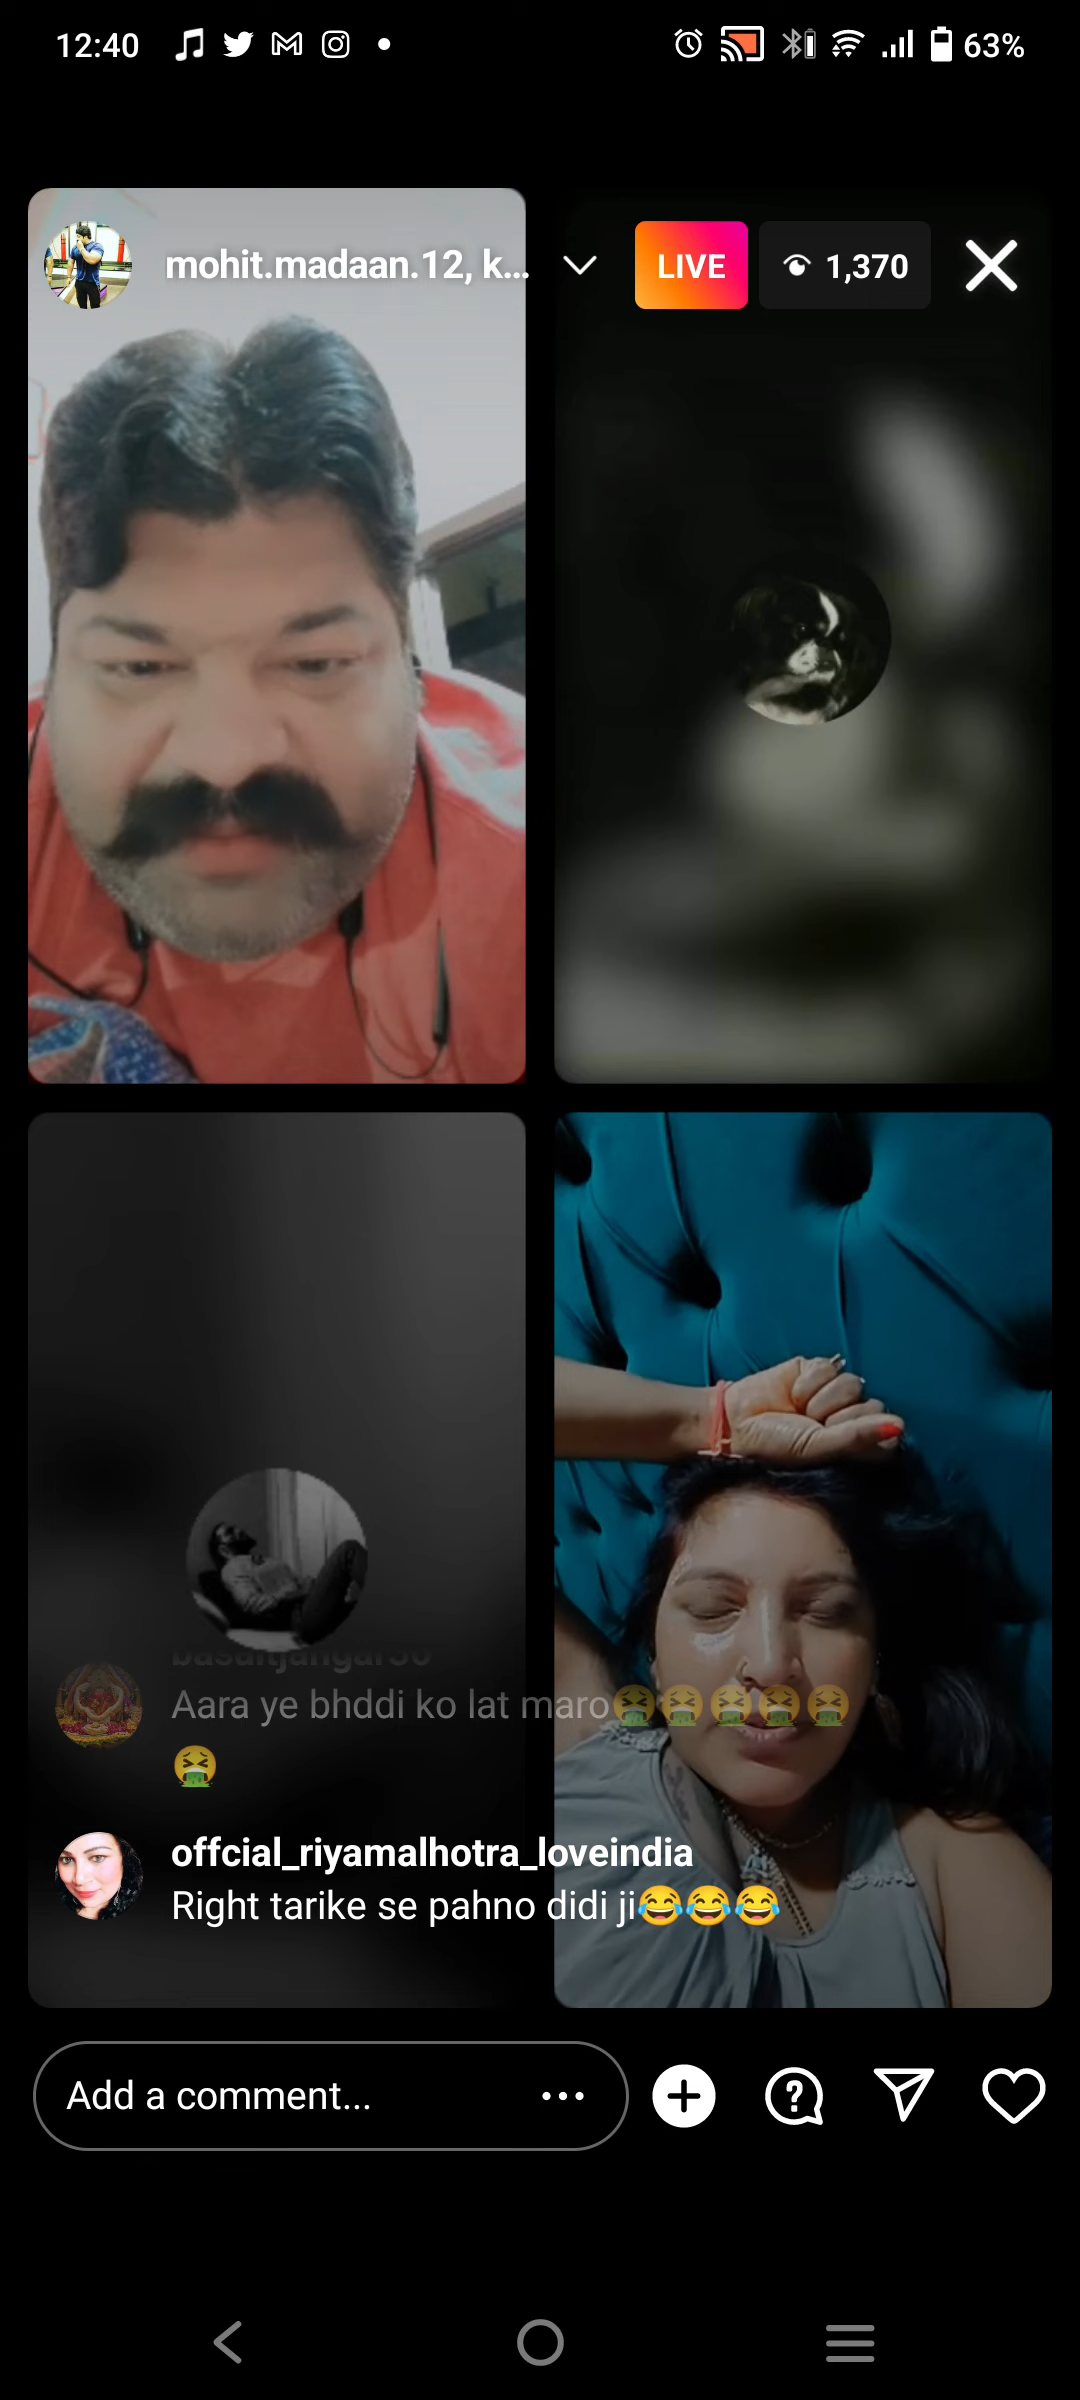 12:40
63%
mohit.madaan.12, k...
LIVE
1,370
Aara ye bhddi ko lat maro🤮🤮🤮🤮🤮
🤮
offcial_riyamalhotra_loveindia
Right tarike se pahno didi ji😂😂😂
Add a comment...